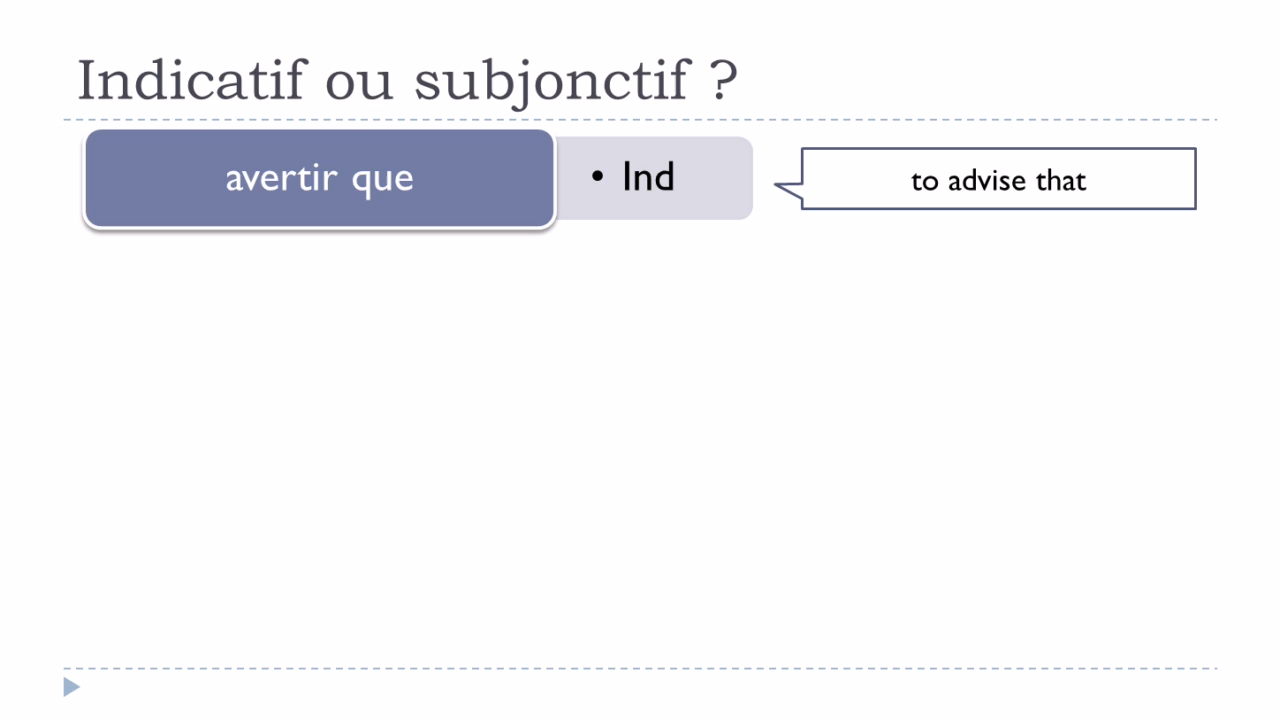 Indicatif ou subjonctif ?
avertir que
• Ind
to advise that